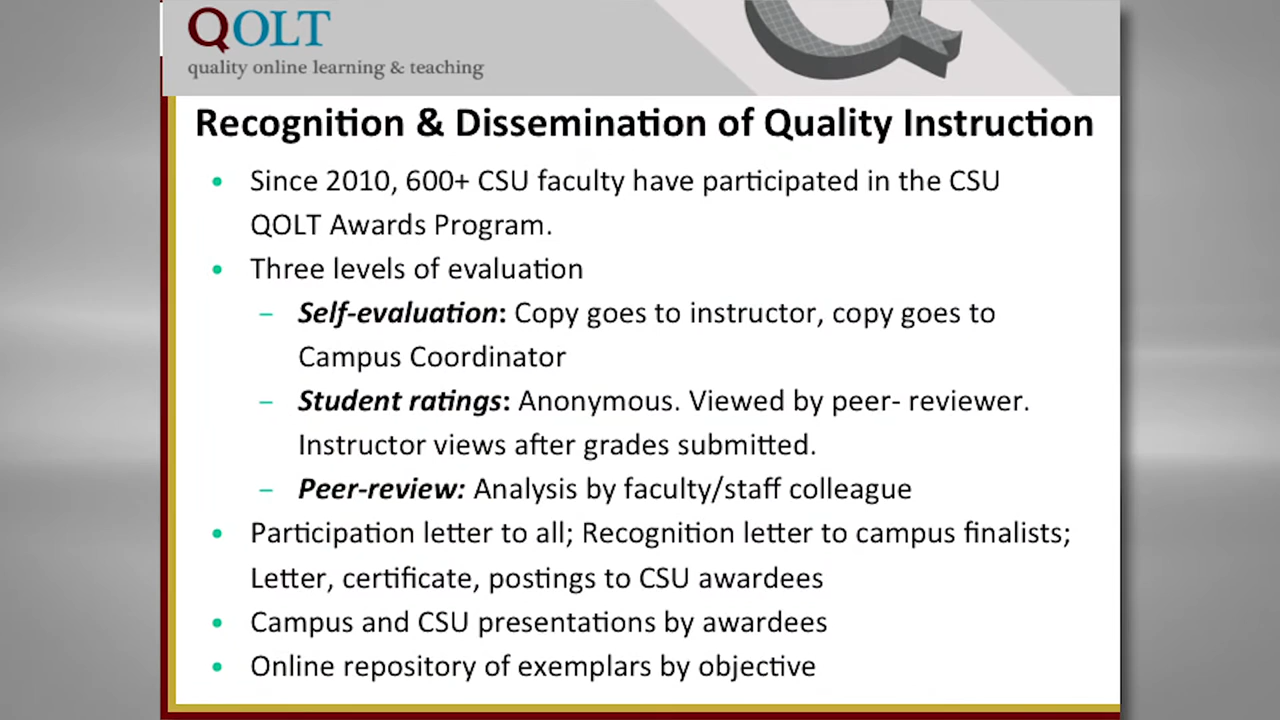 QOLT
quality online learning & teaching
Recognition & Dissemination of Quality Instruction
• Since 2010, 600+ CSU faculty have participated in the CSU
QOLT Awards Program.
• Three levels of evaluation
– Self-evaluation: Copy goes to instructor, copy goes to
Campus Coordinator
– Student ratings: Anonymous. Viewed by peer- reviewer.
Instructor views after grades submitted.
– Peer-review: Analysis by faculty/staff colleague
• Participation letter to all; Recognition letter to campus finalists;
Letter, certificate, postings to CSU awardees
• Campus and CSU presentations by awardees
• Online repository of exemplars by objective